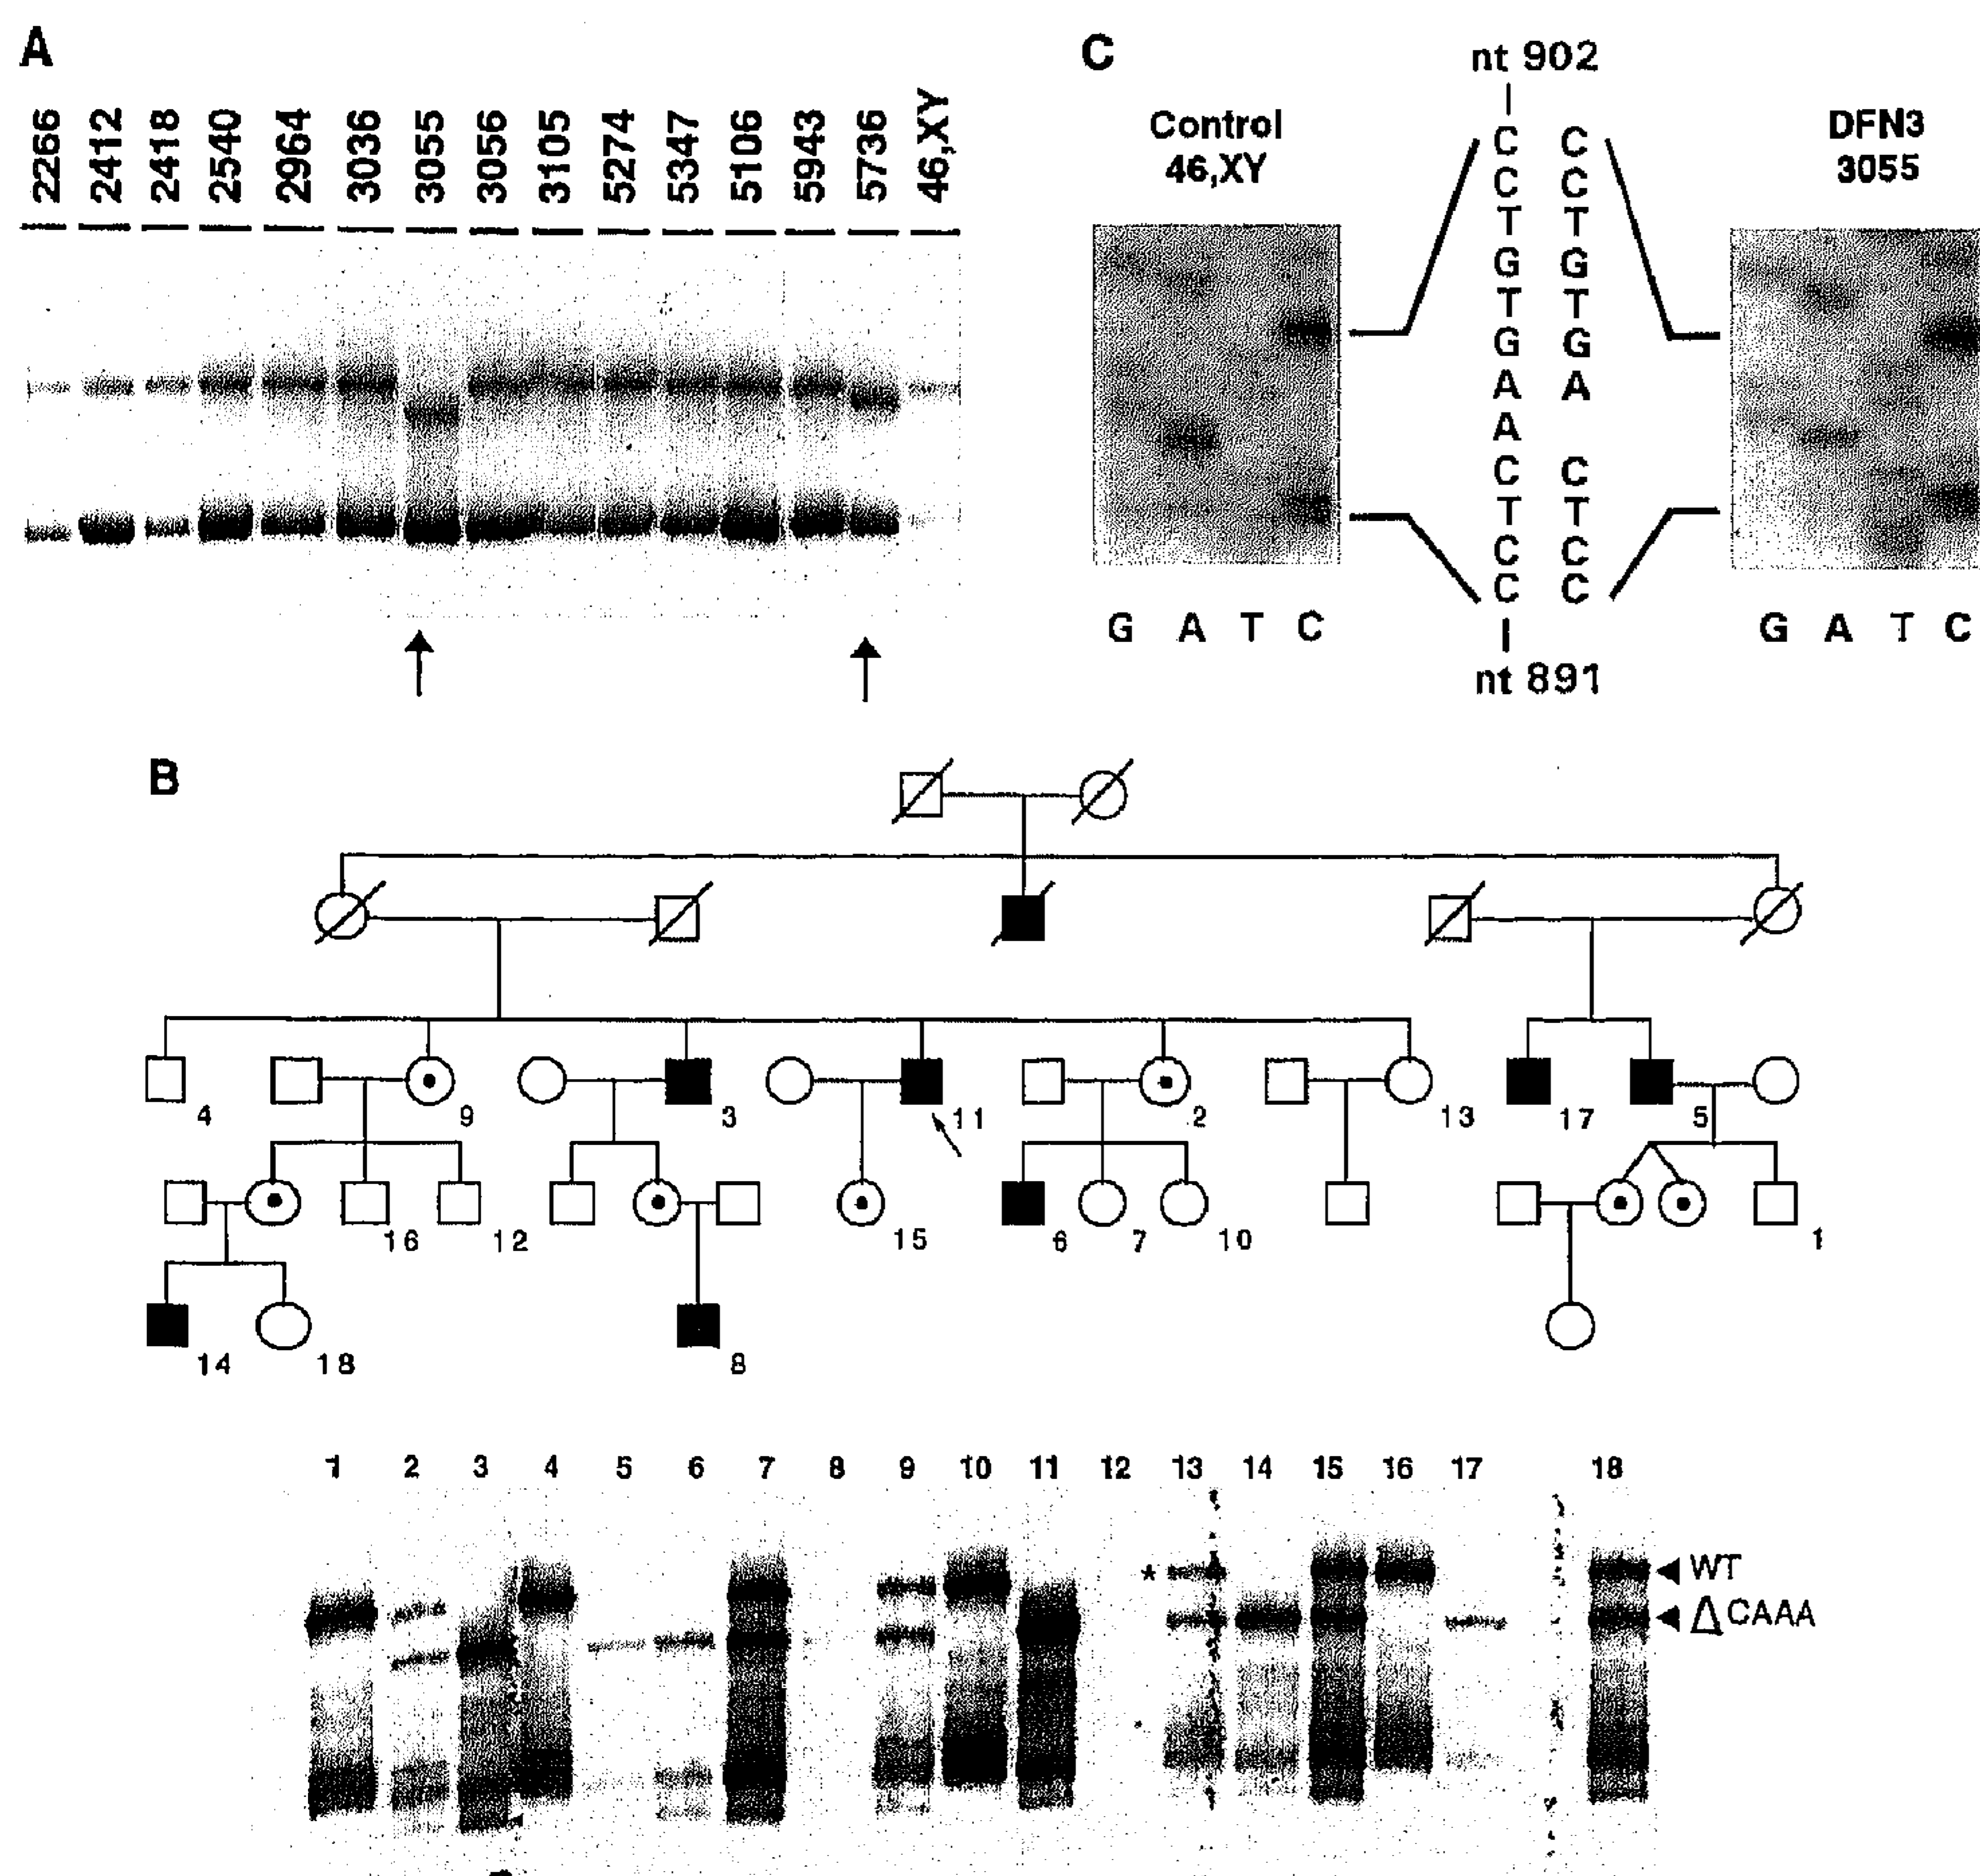 A
2266 2412 2418 2540 2964 3036 3055 3056 3105 5274 5347 5106 5943 5736 46,XY
C
nt 902
Control
46,XY
DFN3
3055
C C
C C
T T
G G
T T
G G
A A
A
C C
T T
C C
C C
G A T C
G A T C
nt 891
B
4 9 3 11 2 13 17 5
16 12 15 6 7 10 1
14 18 8
1 2 3 4 5 6 7 8 9 10 11 12 13 14 15 16 17 18
* WT
ΔCAAA